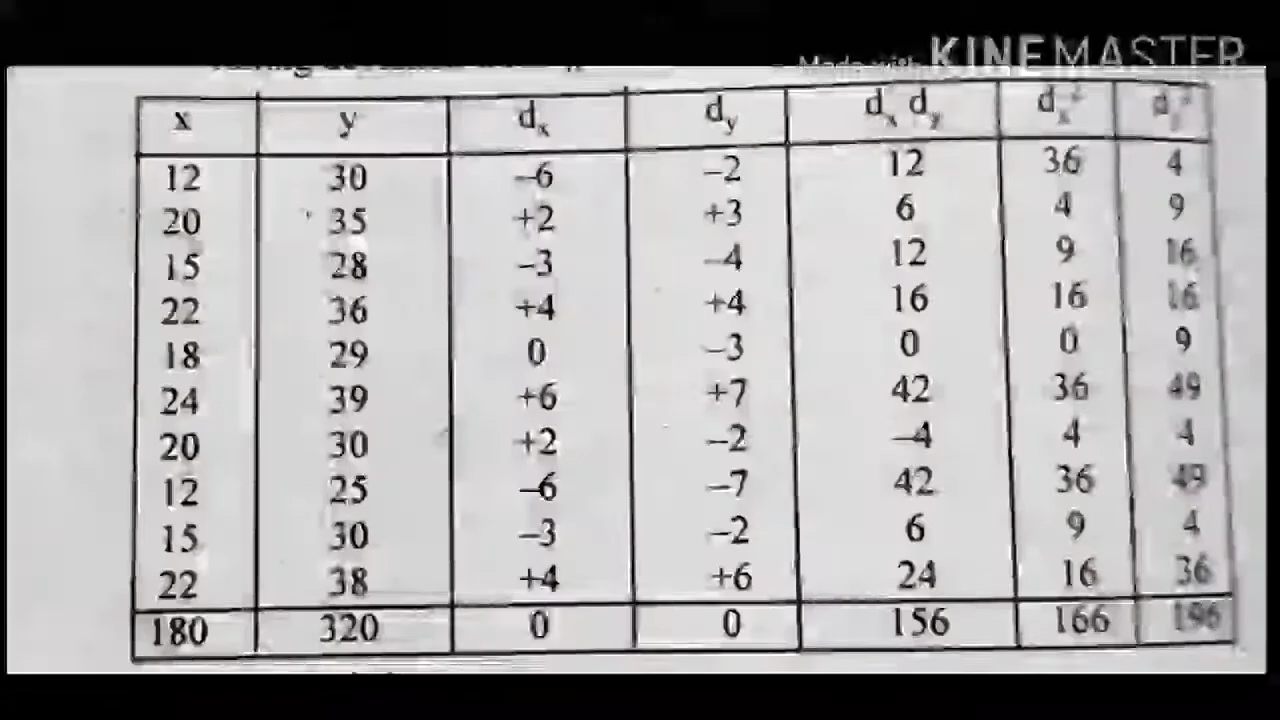 Made with KINEMASTER
x y dₓ dᵧ dₓ dᵧ dₓ² dᵧ²
12 30 –6 –2 12 36 4
20 35 +2 +3 6 4 9
15 28 –3 –4 12 9 16
22 36 +4 +4 16 16 16
18 29 0 –3 0 0 9
24 39 +6 +7 42 36 49
20 30 +2 –2 –4 4 4
12 25 –6 –7 42 36 49
15 30 –3 –2 6 9 4
22 38 +4 +6 24 16 36
180 320 0 0 156 166 196